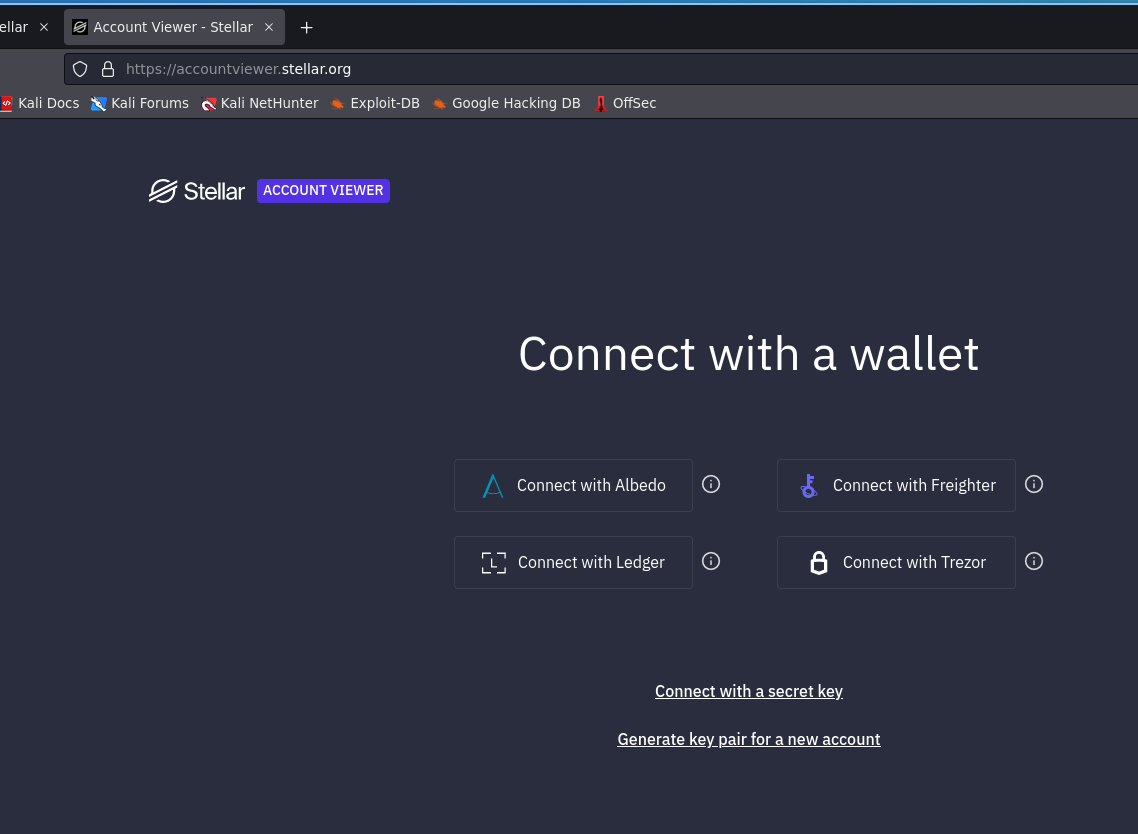 ellar Account Viewer - Stellar
https://accountviewer.stellar.org
Kali Docs Kali Forums Kali NetHunter Exploit-DB Google Hacking DB OffSec
Stellar ACCOUNT VIEWER
Connect with a wallet
Connect with Albedo Connect with Freighter
Connect with Ledger Connect with Trezor
Connect with a secret key
Generate key pair for a new account